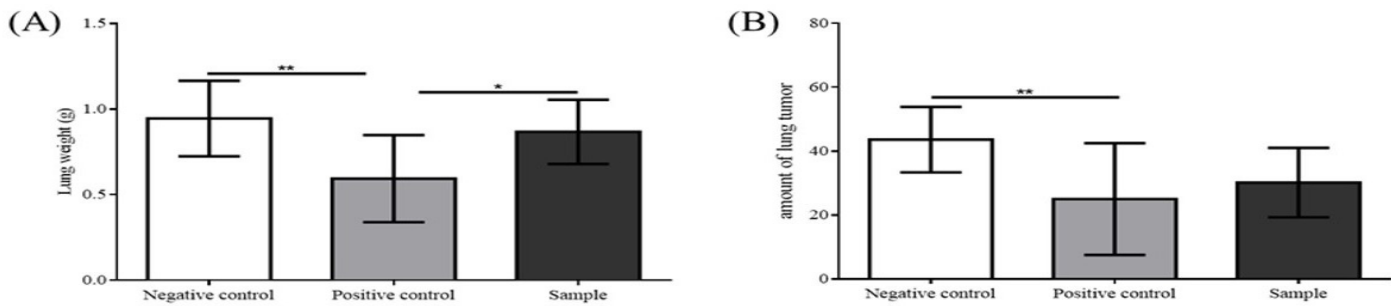 (A)
Lung weight (g)
1.5
1.0
0.5
0.0
**
*
Negative control
Positive control
Sample
(B)
amount of lung tumor
80
60
40
20
0
**
Negative control
Positive control
Sample